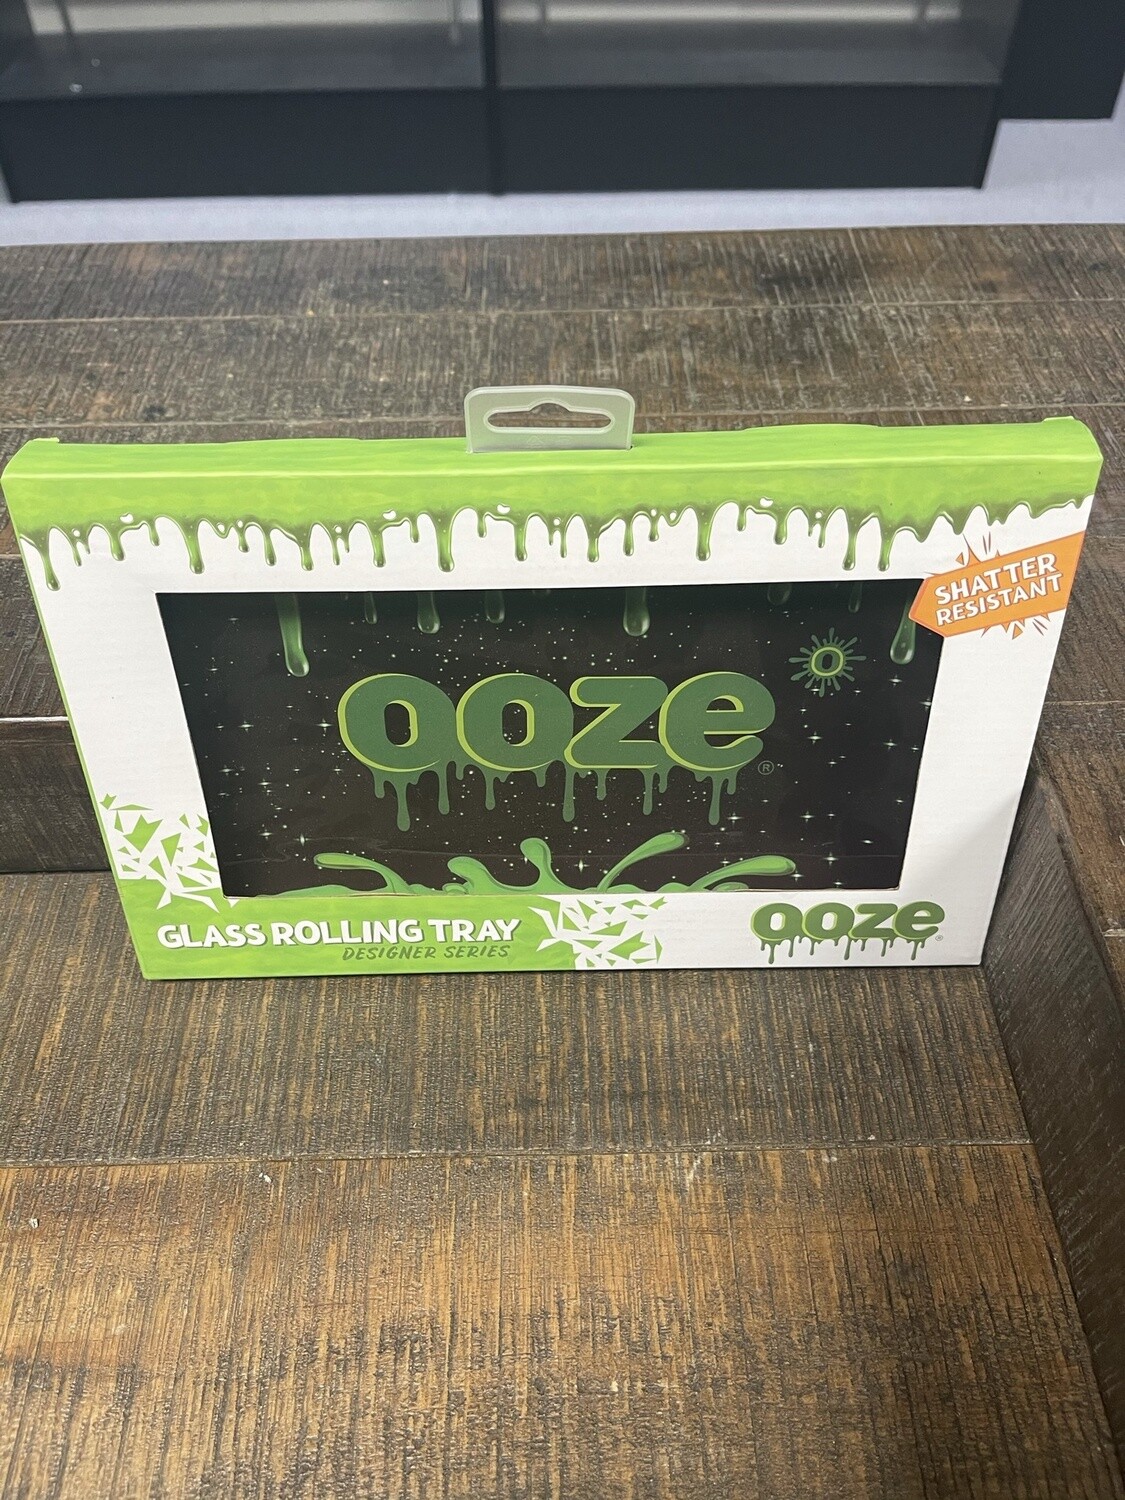 SHATTER
RESISTANT
O
ooze
®
GLASS ROLLING TRAY
DESIGNER SERIES
ooze
®